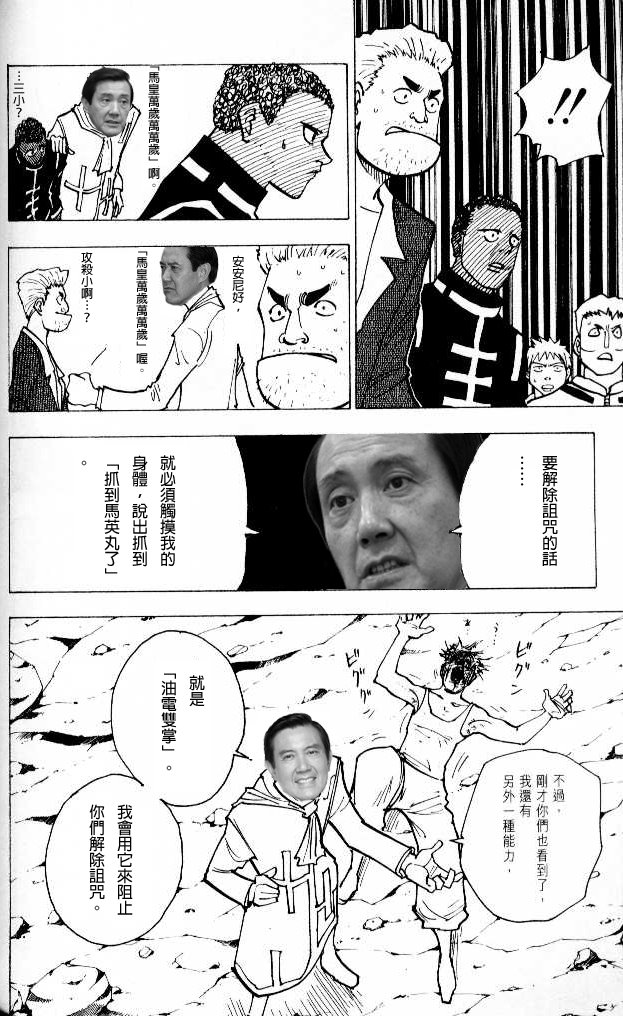 !!
「馬皇萬歲萬萬歲」啊。
…三小？
安安尼好，
「馬皇萬歲萬萬歲」喔。
攻殺小啊…？
要解除詛咒的話
……
就必須觸摸我的
身體，說出抓到
「抓到馬英丸了」
。
ビクン
ビクン
不過，
剛才你們也看到了，
我還有
另外一種能力，
就是
「油電雙掌」。
我會用它來阻止
你們解除詛咒。